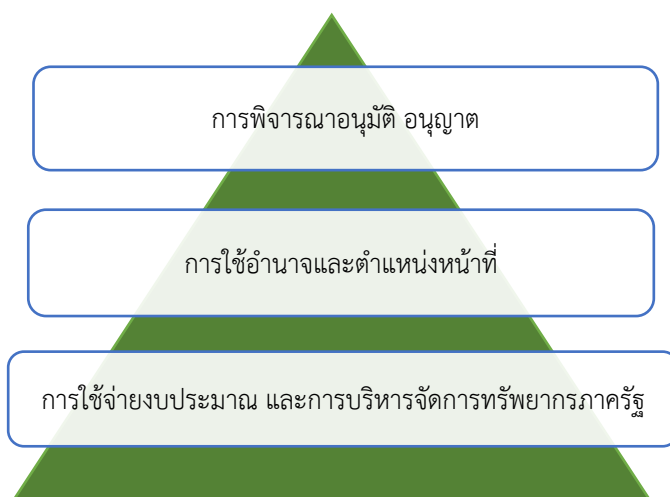 การพิจารณาอนุมัติ อนุญาต
การใช้อำนาจและตำแหน่งหน้าที่
การใช้จ่ายงบประมาณ และการบริหารจัดการทรัพยากรภาครัฐ